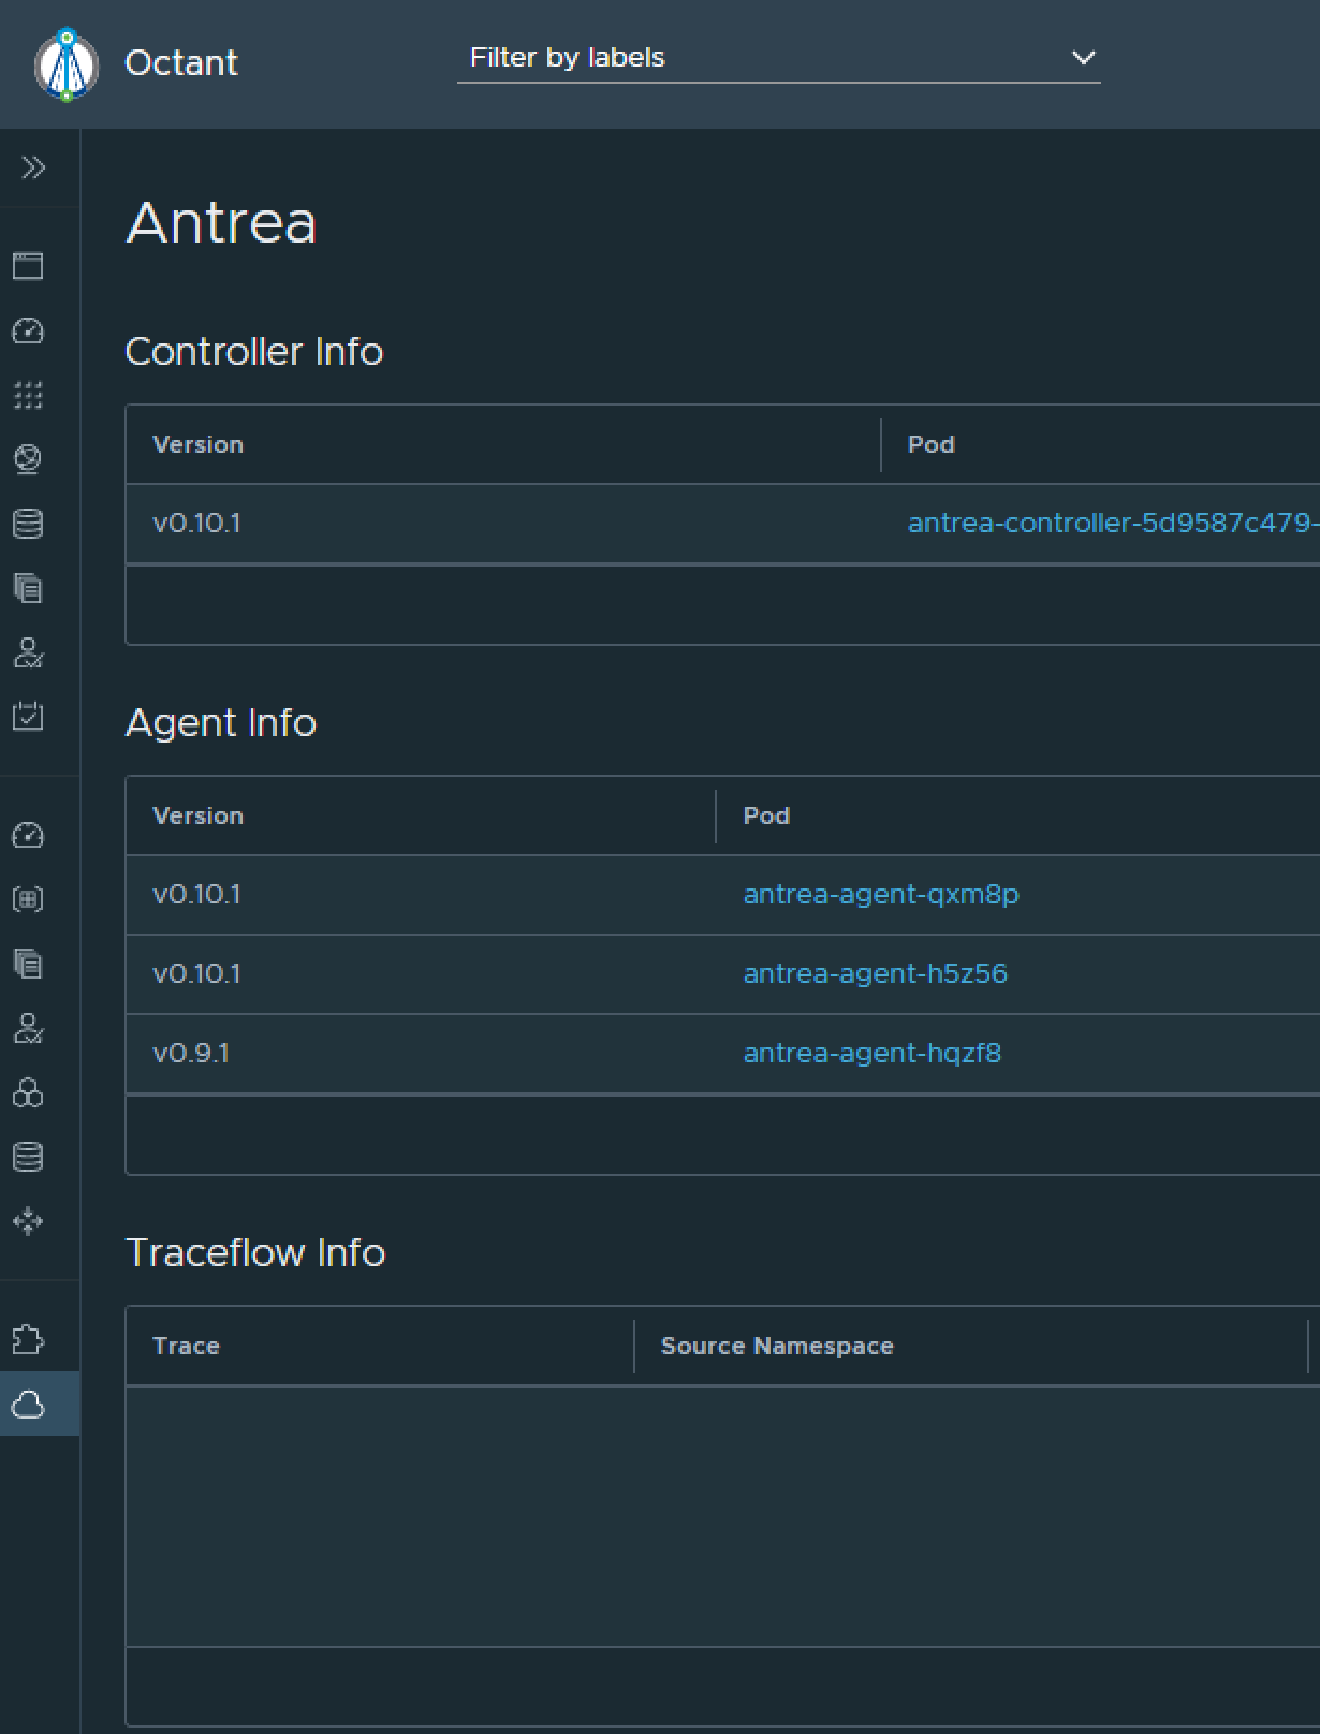 Octant
Filter by labels
Antrea
Controller Info
Version Pod
v0.10.1 antrea-controller-5d9587c479-
Agent Info
Version Pod
v0.10.1 antrea-agent-qxm8p
v0.10.1 antrea-agent-h5z56
v0.9.1 antrea-agent-hqzf8
Traceflow Info
Trace Source Namespace